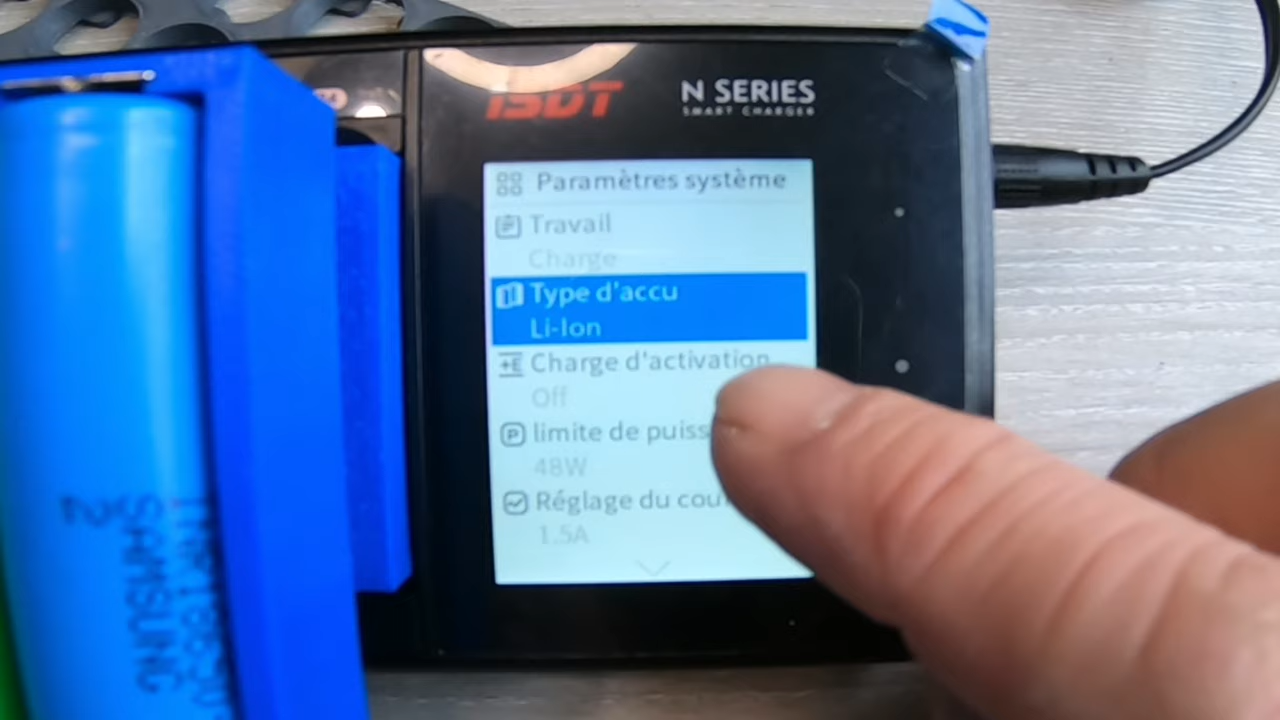 ISDT
N SERIES
SMART CHARGER
Paramètres système
Travail
Charge
Type d'accu
Li-Ion
Charge d'activation
Off
limite de puiss
48W
Réglage du cou
1.5A
SAMSUNG